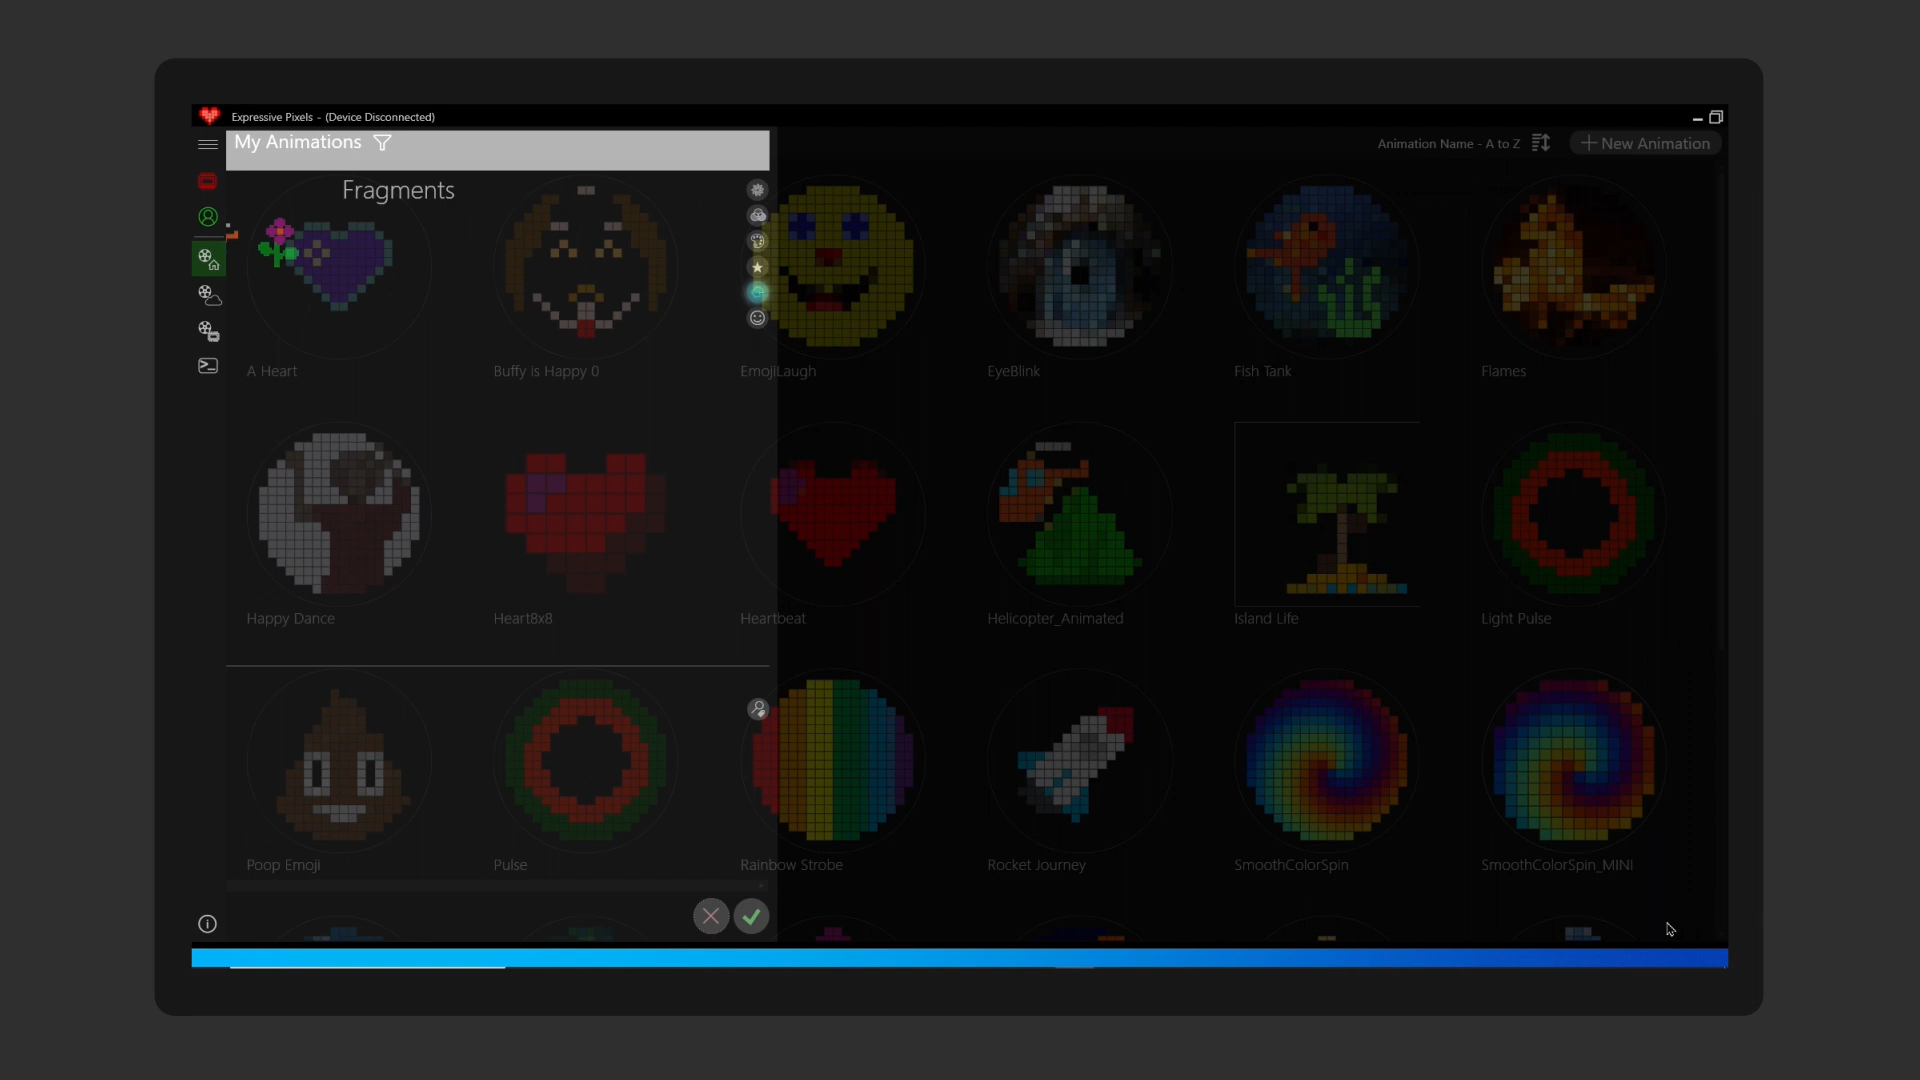 Expressive Pixels - (Device Disconnected)
My Animations
Animation Name - A to Z
New Animation
Fragments
A Heart
Buffy is Happy 0
EmojiLaugh
EyeBlink
Fish Tank
Flames
Happy Dance
Heart8x8
Heartbeat
Helicopter_Animated
Island Life
Light Pulse
Poop Emoji
Pulse
Rainbow Strobe
Rocket Journey
SmoothColorSpin
SmoothColorSpin_MINI